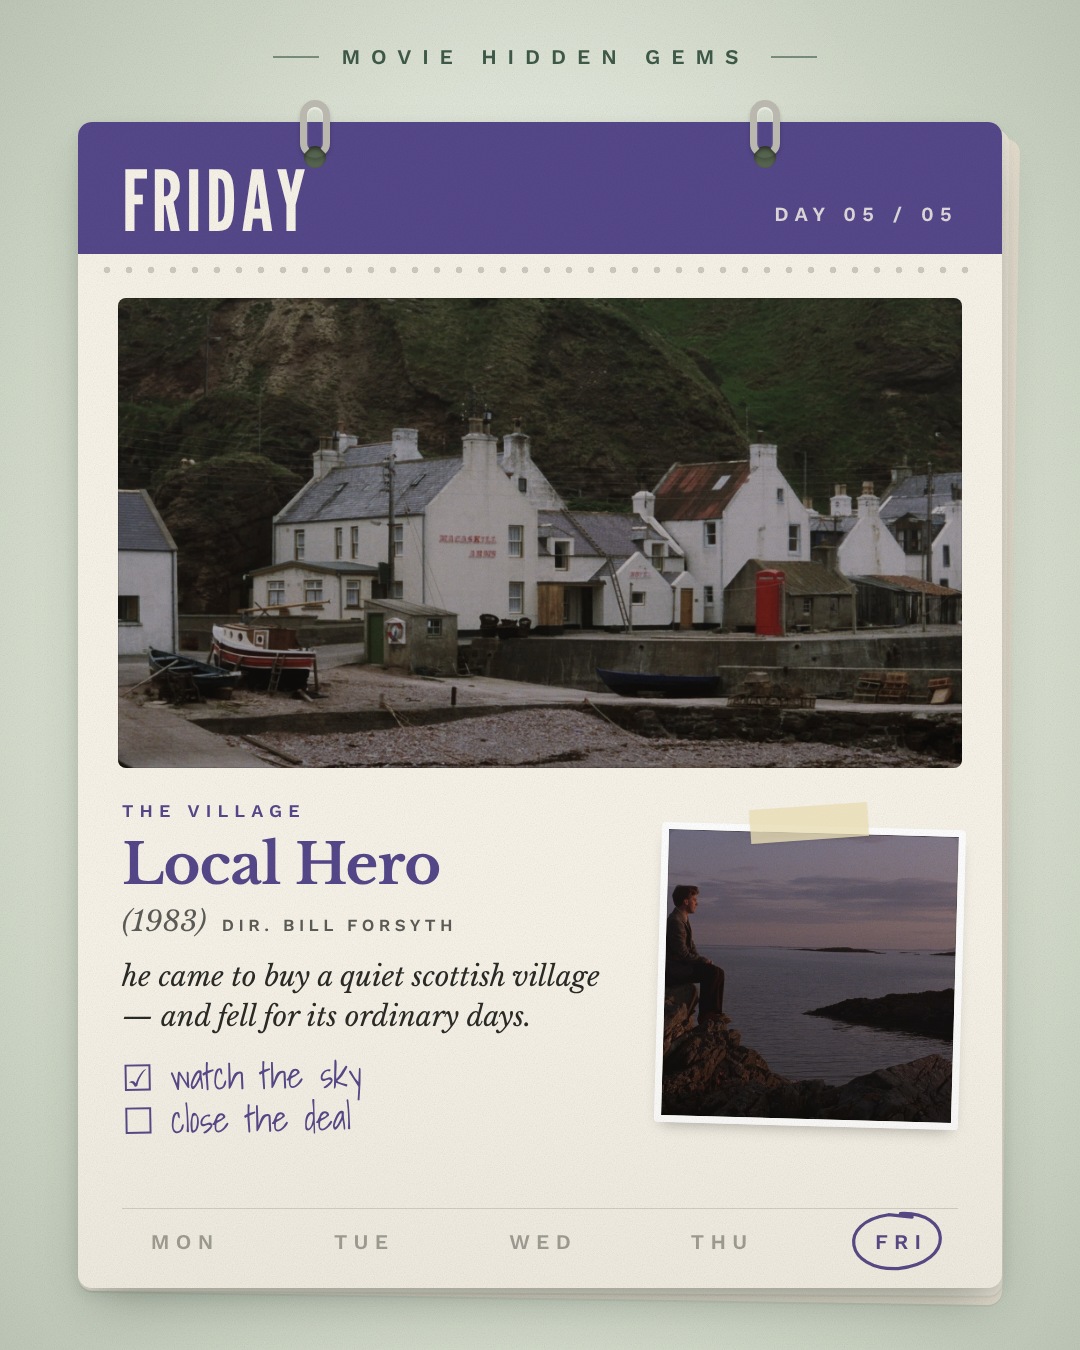 MOVIE HIDDEN GEMS
FRIDAY
DAY 05 / 05
MACASKILL
ARMS
THE VILLAGE
Local Hero
(1983) DIR. BILL FORSYTH
he came to buy a quiet scottish village
— and fell for its ordinary days.
☑ watch the sky
☐ close the deal
MON TUE WED THU FRI